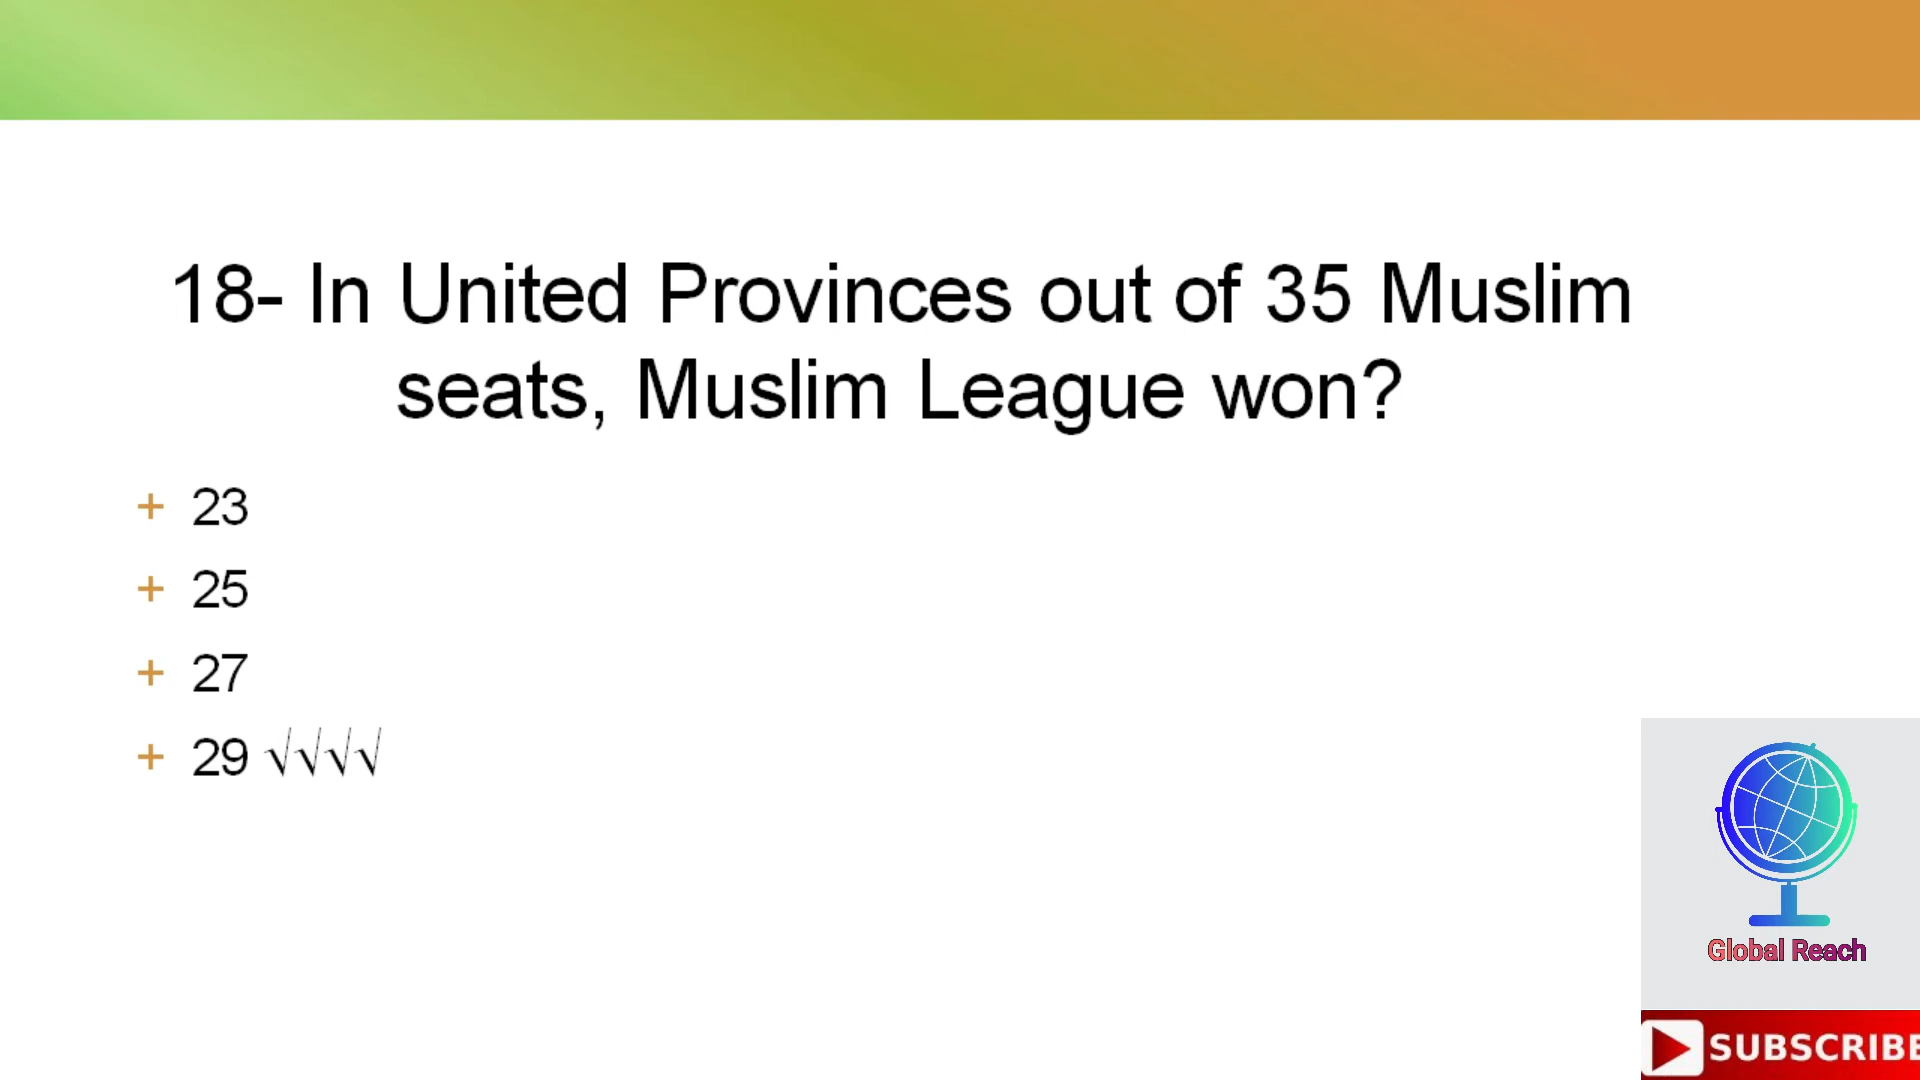 18- In United Provinces out of 35 Muslim
seats, Muslim League won?
+ 23
+ 25
+ 27
+ 29 √√√√
Global Reach
SUBSCRIBE